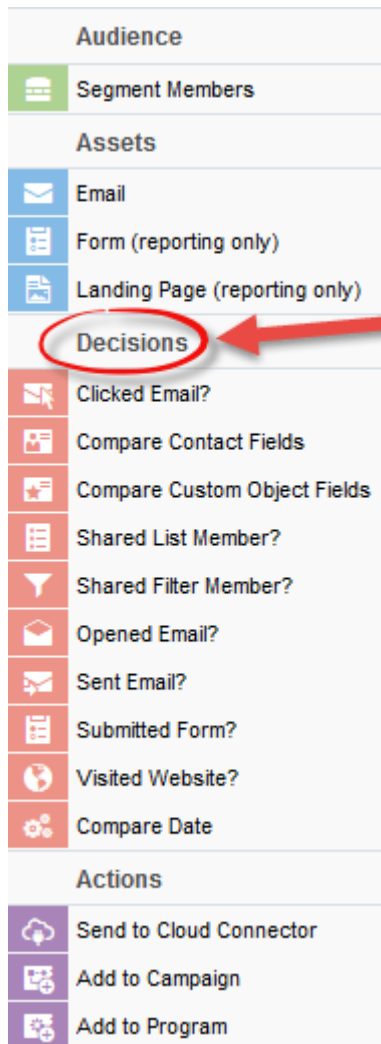 Audience
Segment Members
Assets
Email
Form (reporting only)
Landing Page (reporting only)
Decisions
Clicked Email?
Compare Contact Fields
Compare Custom Object Fields
Shared List Member?
Shared Filter Member?
Opened Email?
Sent Email?
Submitted Form?
Visited Website?
Compare Date
Actions
Send to Cloud Connector
Add to Campaign
Add to Program